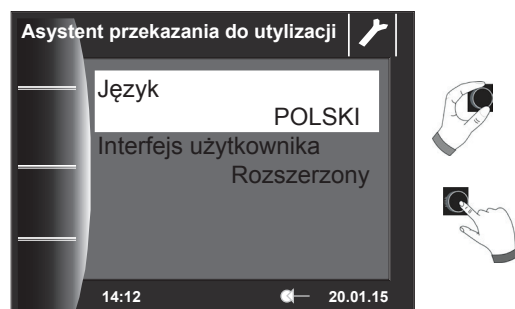 Asystent przekazania do utylizacji
Język
POLSKI
Interfejs użytkownika
Rozszerzony
14:12 20.01.15